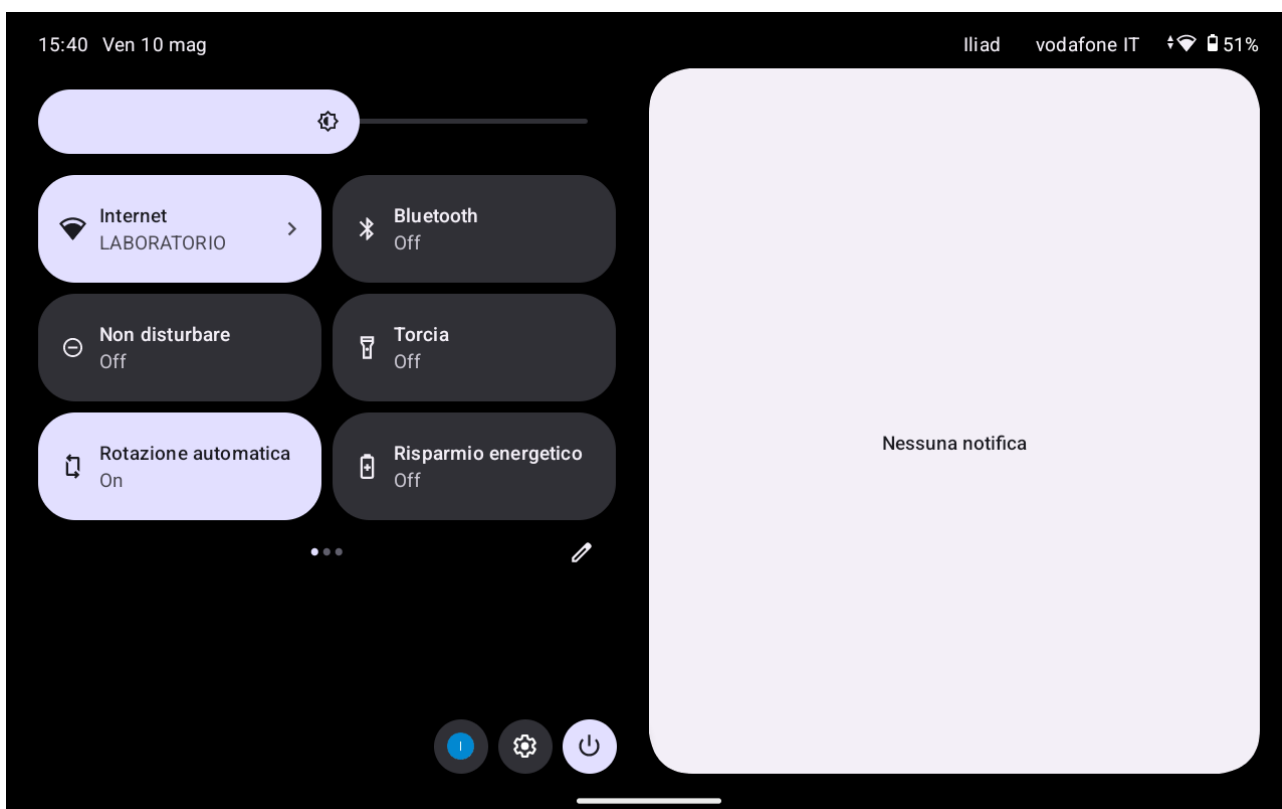 15:40 Ven 10 mag
Iliad vodafone IT 51%
Internet
LABORATORIO
Bluetooth
Off
Non disturbare
Off
Torcia
Off
Rotazione automatica
On
Risparmio energetico
Off
Nessuna notifica
I